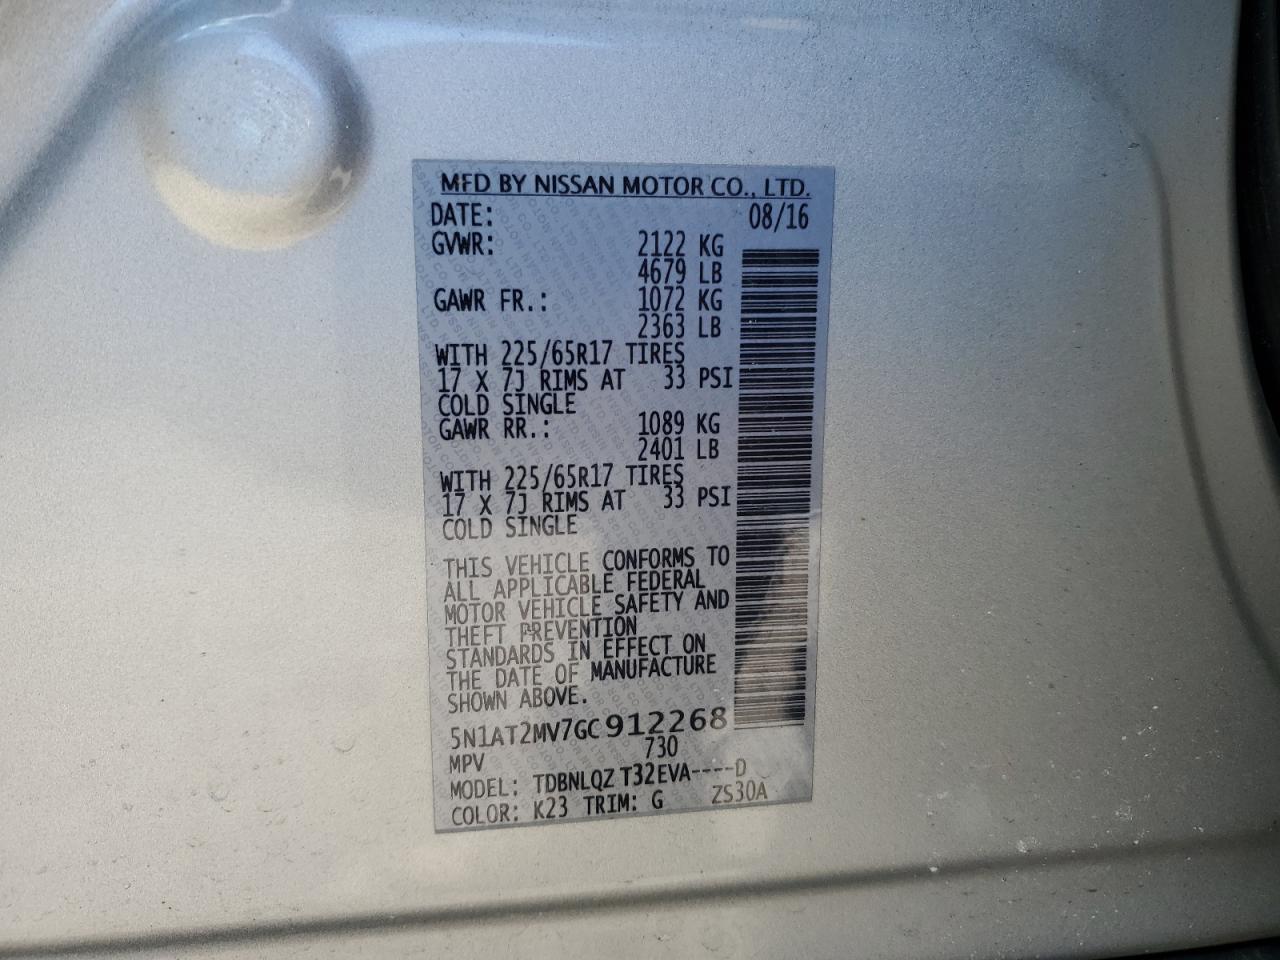 MFD BY NISSAN MOTOR CO., LTD.
DATE: 08/16
GVWR: 2122 KG
4679 LB
GAWR FR.: 1072 KG
2363 LB
WITH 225/65R17 TIRES
17 X 7J RIMS AT 33 PSI
COLD SINGLE
GAWR RR.: 1089 KG
2401 LB
WITH 225/65R17 TIRES
17 X 7J RIMS AT 33 PSI
COLD SINGLE
THIS VEHICLE CONFORMS TO
ALL APPLICABLE FEDERAL
MOTOR VEHICLE SAFETY AND
THEFT PREVENTION
STANDARDS IN EFFECT ON
THE DATE OF MANUFACTURE
SHOWN ABOVE.
5N1AT2MV7GC912268
MPV 730
MODEL: TDBNLQZ T32EVA----D
COLOR: K23 TRIM: G ZS30A